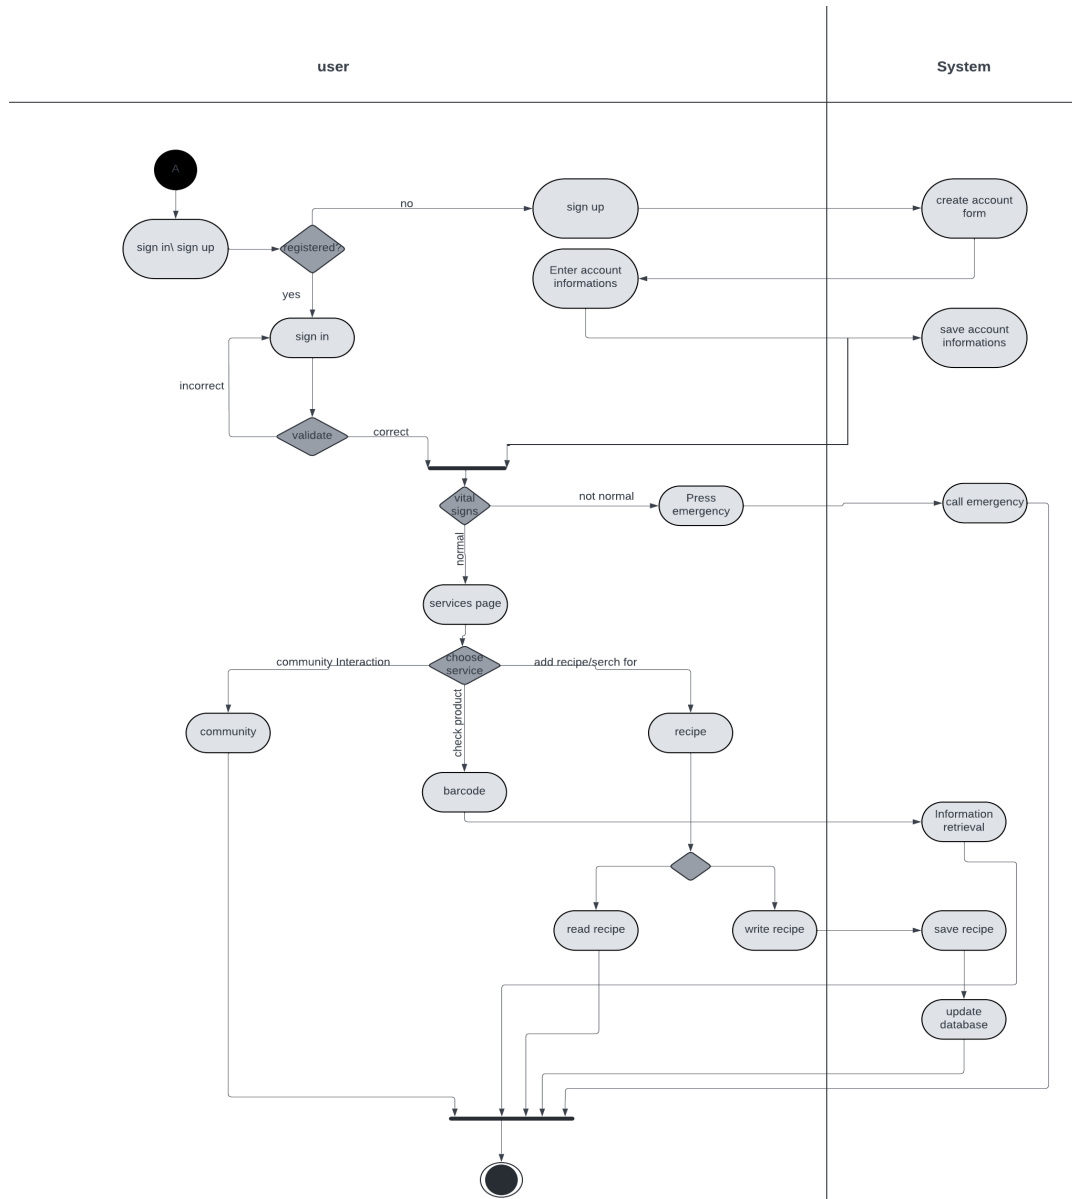 user
System
A
sign in\ sign up
registered?
no
sign up
create account
form
Enter account
informations
yes
sign in
save account
informations
incorrect
validate
correct
vital
signs
not normal
Press
emergency
call emergency
normal
services page
community Interaction
choose
service
add recipe/serch for
check product
community
recipe
barcode
Information
retrieval
read recipe
write recipe
save recipe
update
database